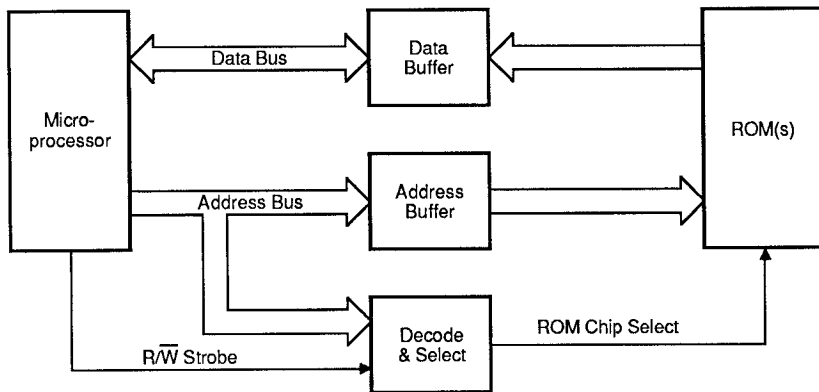 Micro-
processor
Data Bus
Data
Buffer
ROM(s)
Address Bus
Address
Buffer
R/W̅ Strobe
Decode
& Select
ROM Chip Select